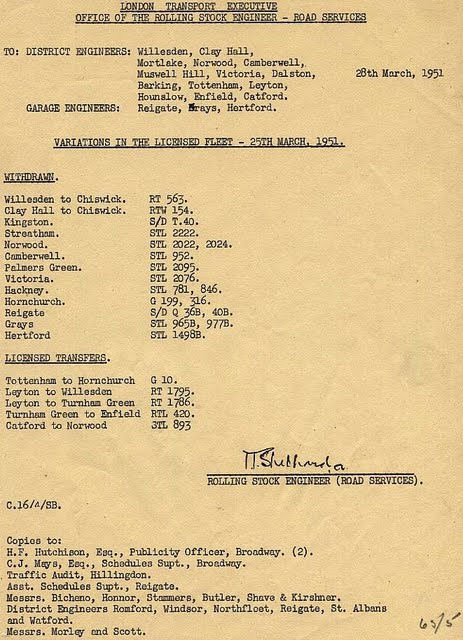 LONDON TRANSPORT EXECUTIVE
OFFICE OF THE ROLLING STOCK ENGINEER - ROAD SERVICES
TO: DISTRICT ENGINEERS: Willesden, Clay Hall,
Mortlake, Norwood, Camberwell,
Muswell Hill, Victoria, Dalston, 28th March, 1951
Barking, Tottenham, Leyton,
Hounslow, Enfield, Catford.
GARAGE ENGINEERS: Reigate, Grays, Hertford.
VARIATIONS IN THE LICENSED FLEET - 25TH MARCH, 1951.
WITHDRAWN.
Willesden to Chiswick. RT 563.
Clay Hall to Chiswick. RTW 154.
Kingston. S/D T.40.
Streatham. STL 2222.
Norwood. STL 2022, 2024.
Camberwell. STL 952.
Palmers Green. STL 2095.
Victoria. STL 2076.
Hackney. STL 781, 846.
Hornchurch. G 199, 316.
Reigate S/D Q 36B, 40B.
Grays STL 965B, 977B.
Hertford STL 1498B.
LICENSED TRANSFERS.
Tottenham to Hornchurch G 10.
Leyton to Willesden RT 1795.
Leyton to Turnham Green RT 1786.
Turnham Green to Enfield RTL 420.
Catford to Norwood STL 893
ROLLING STOCK ENGINEER (ROAD SERVICES).
C.16/A/SB.
Copies to:
H.F. Hutchison, Esq., Publicity Officer, Broadway. (2).
C.J. Mays, Esq., Schedules Supt., Broadway.
Traffic Audit, Hillingdon.
Asst. Schedules Supt., Reigate.
Messrs. Bicheno, Honnor, Stammers, Butler, Shave & Kirshner.
District Engineers Romford, Windsor, Northfleet, Reigate, St. Albans
and Watford.
Messrs. Morley and Scott.